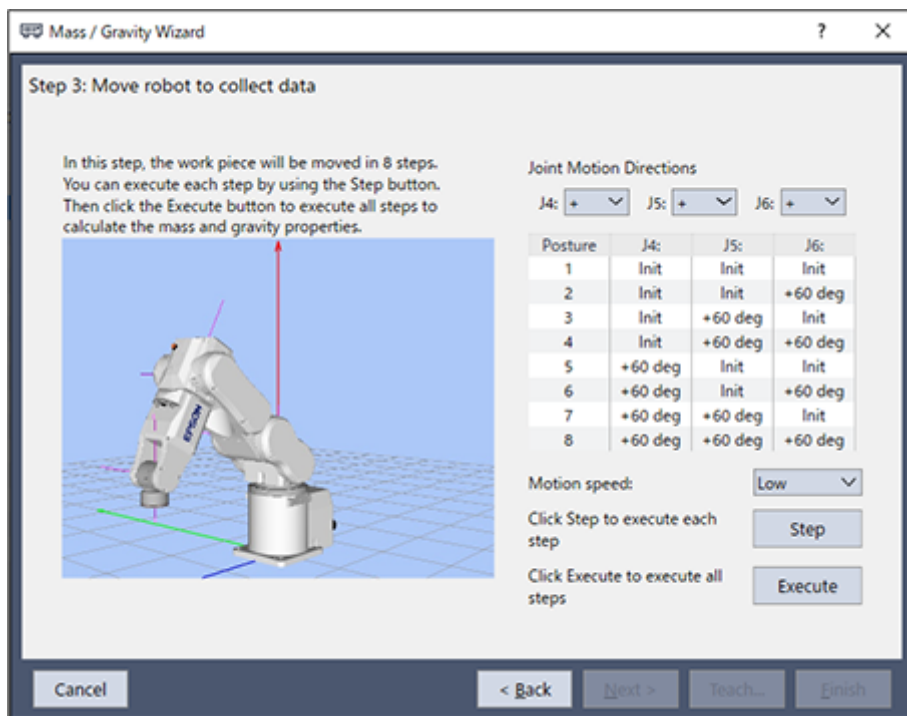 Mass / Gravity Wizard
?
Step 3: Move robot to collect data
In this step, the work piece will be moved in 8 steps.
You can execute each step by using the Step button.
Then click the Execute button to execute all steps to
calculate the mass and gravity properties.
EPSON
Joint Motion Directions
J4: + J5: + J6: +
Posture J4: J5: J6:
1 Init Init Init
2 Init Init +60 deg
3 Init +60 deg Init
4 Init +60 deg +60 deg
5 +60 deg Init Init
6 +60 deg Init +60 deg
7 +60 deg +60 deg Init
8 +60 deg +60 deg +60 deg
Motion speed: Low
Click Step to execute each
step
Step
Click Execute to execute all
steps
Execute
Cancel < Back Next > Teach... Finish